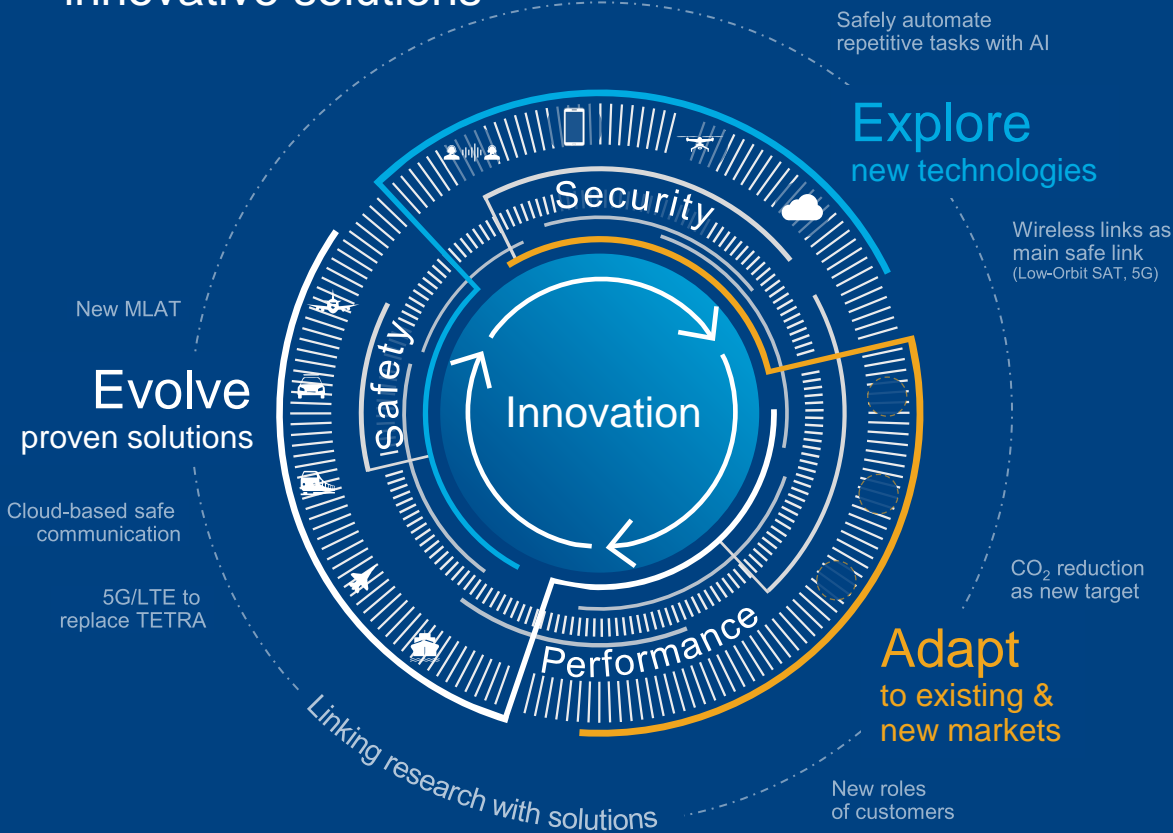 innovative solutions
Safely automate
repetitive tasks with AI
Explore
new technologies
Wireless links as
main safe link
(Low-Orbit SAT, 5G)
Security
Safety
Innovation
Performance
New MLAT
Evolve
proven solutions
Cloud-based safe
communication
5G/LTE to
replace TETRA
CO₂ reduction
as new target
Adapt
to existing &
new markets
New roles
of customers
Linking research with solutions